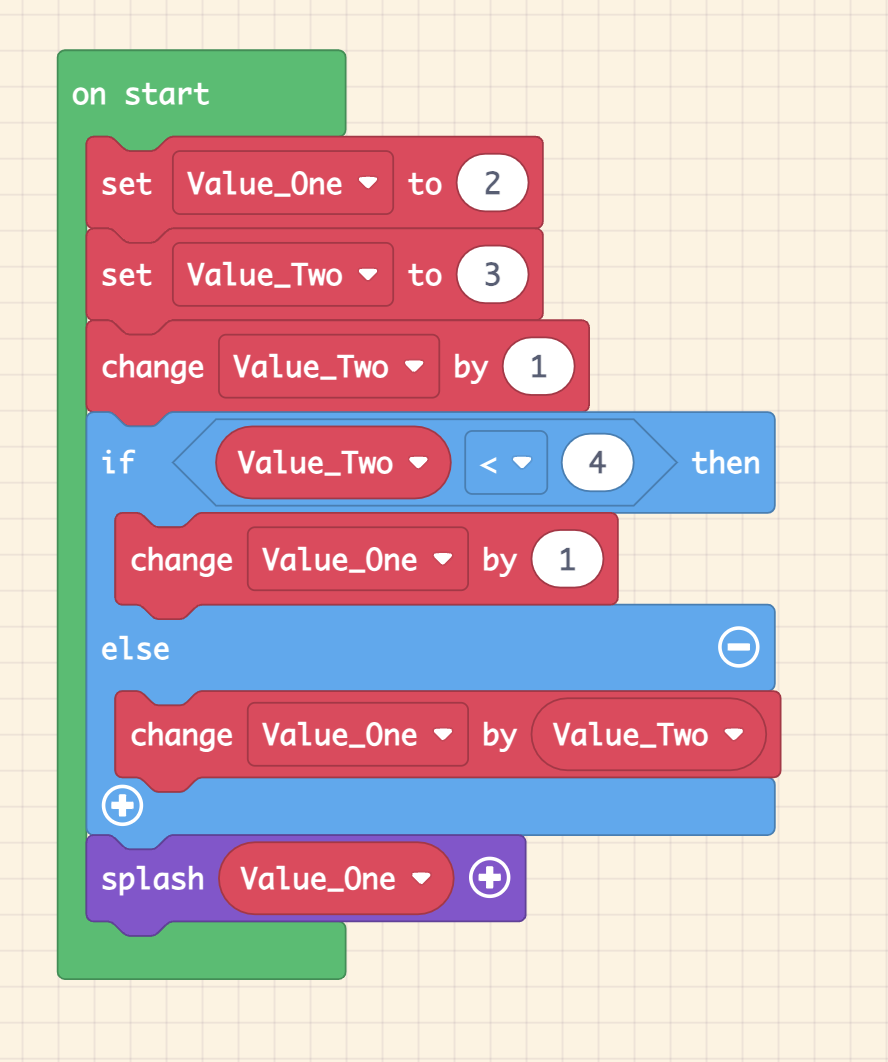 on start
set Value_One to 2
set Value_Two to 3
change Value_Two by 1
if Value_Two < 4 then
change Value_One by 1
else
change Value_One by Value_Two
splash Value_One